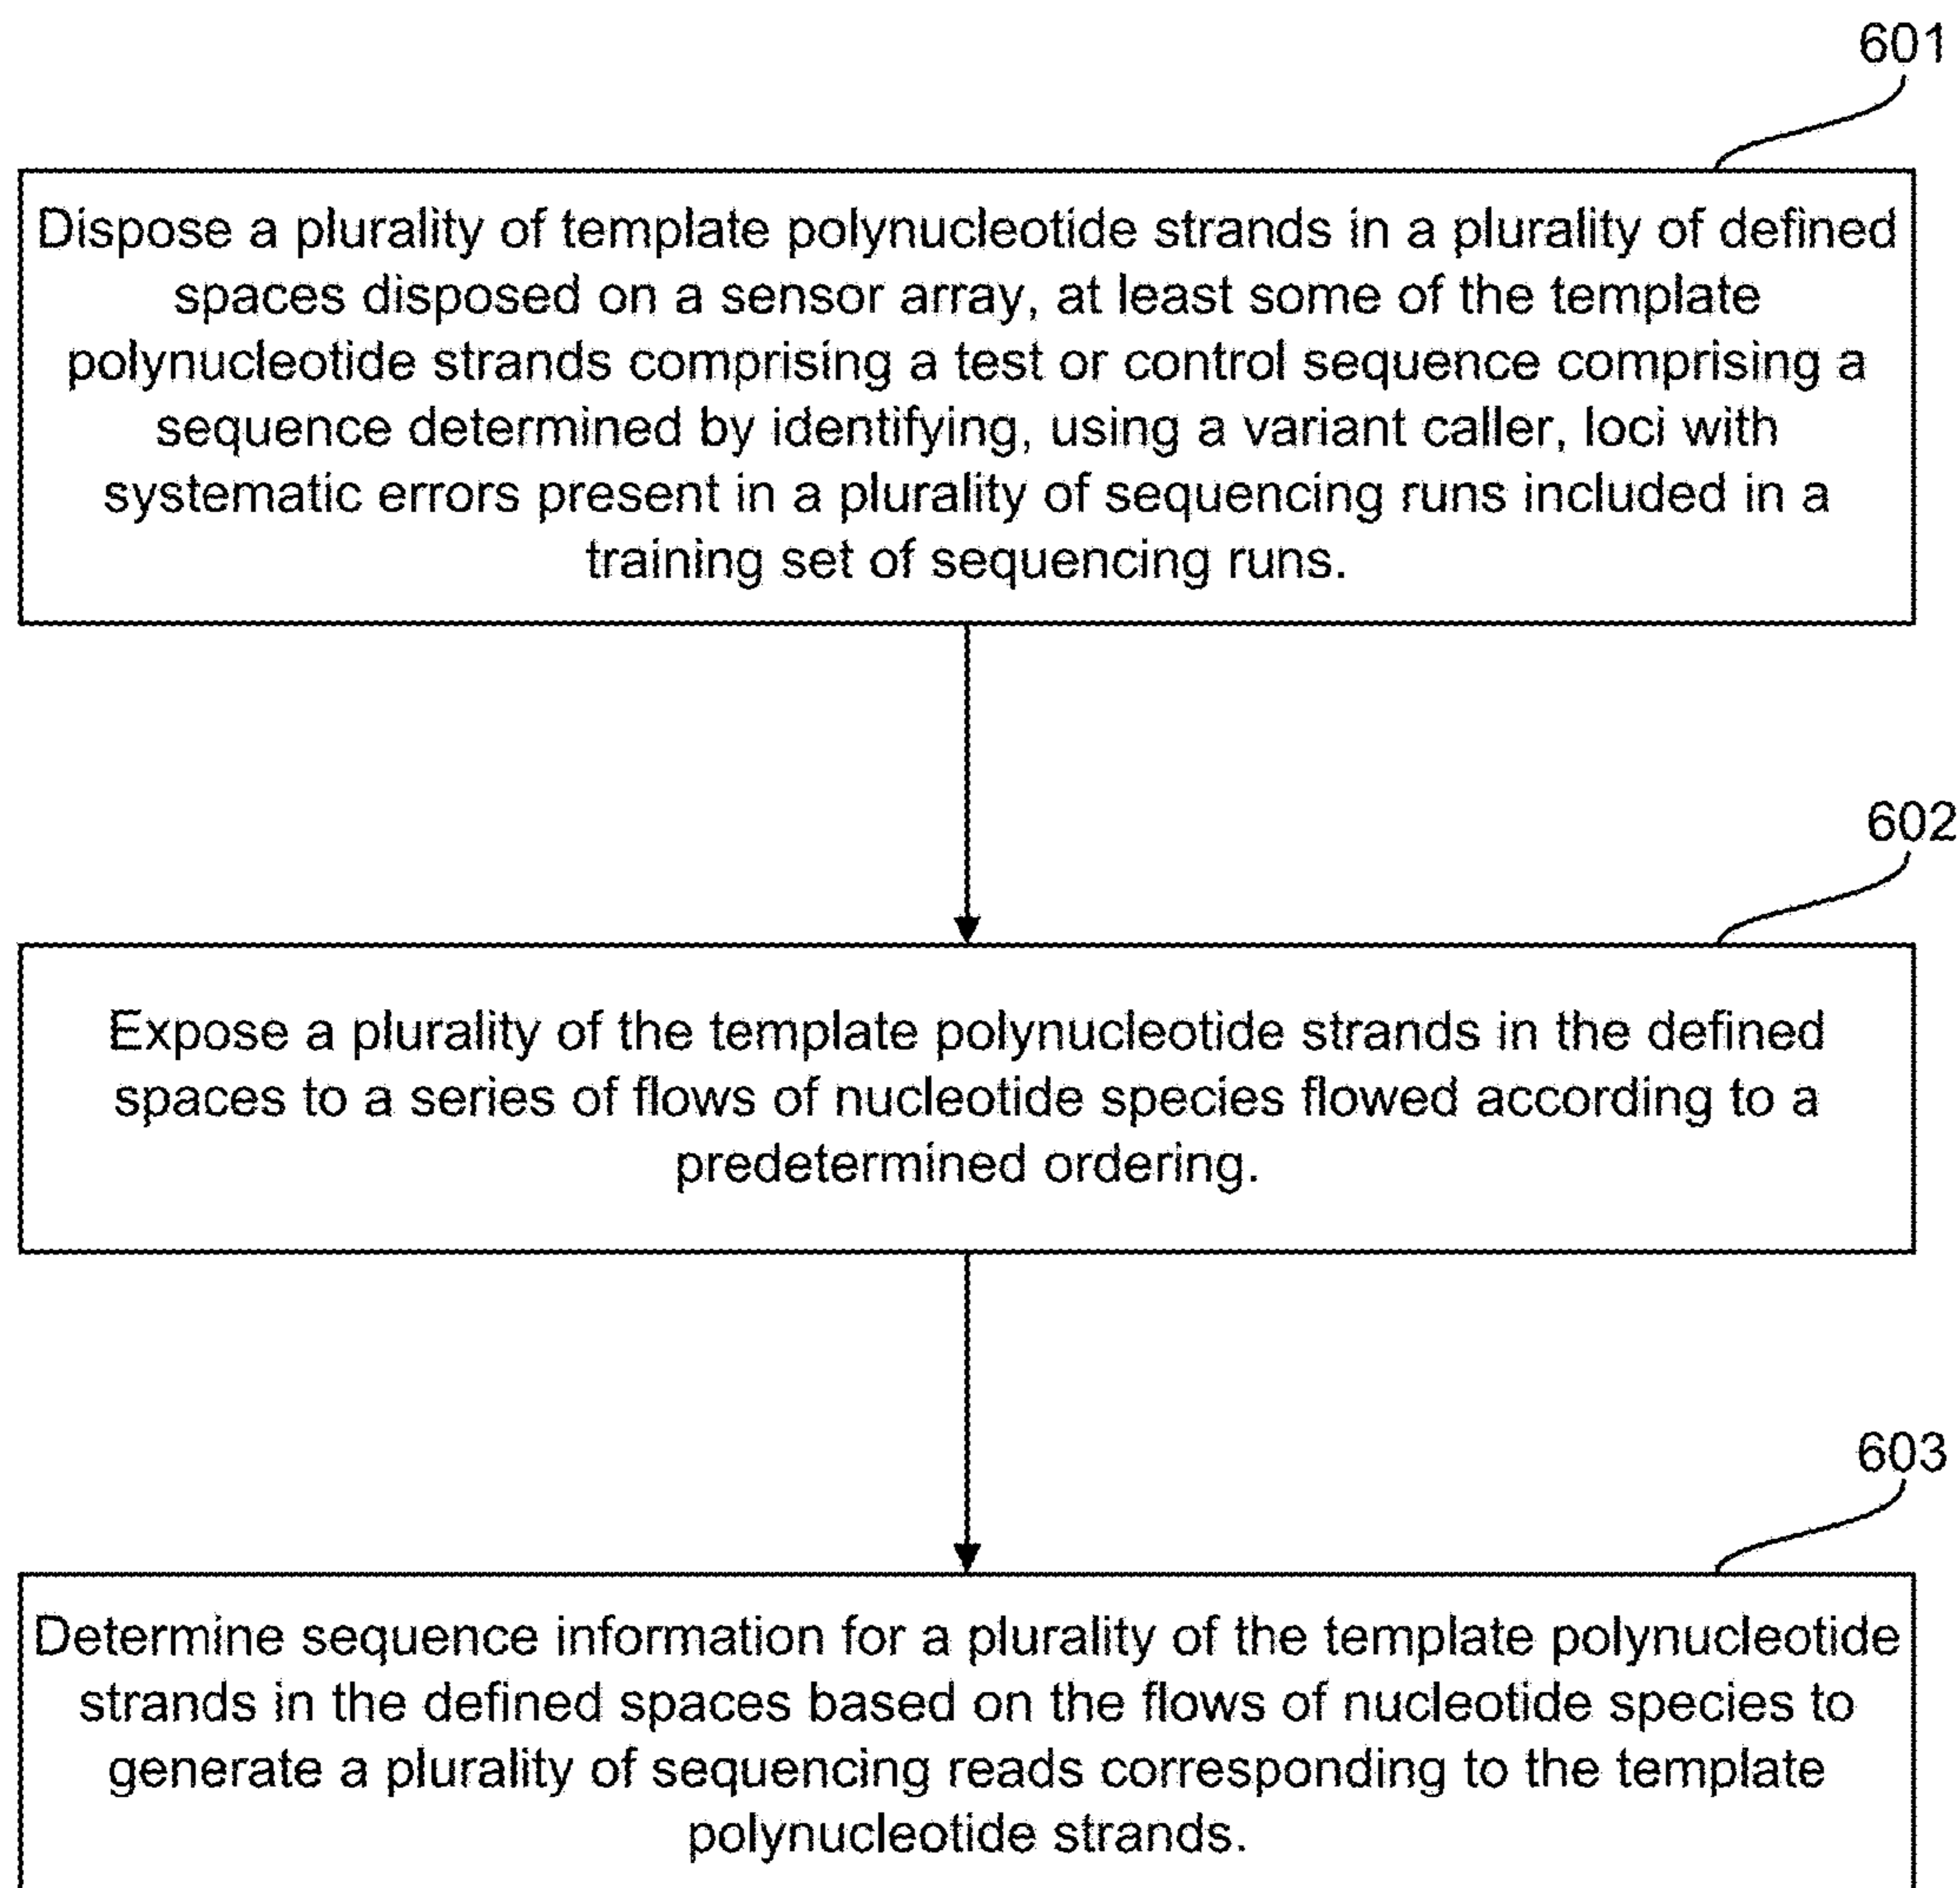 601
Dispose a plurality of template polynucleotide strands in a plurality of defined
spaces disposed on a sensor array, at least some of the template
polynucleotide strands comprising a test or control sequence comprising a
sequence determined by identifying, using a variant caller, loci with
systematic errors present in a plurality of sequencing runs included in a
training set of sequencing runs.
602
Expose a plurality of the template polynucleotide strands in the defined
spaces to a series of flows of nucleotide species flowed according to a
predetermined ordering.
603
Determine sequence information for a plurality of the template polynucleotide
strands in the defined spaces based on the flows of nucleotide species to
generate a plurality of sequencing reads corresponding to the template
polynucleotide strands.